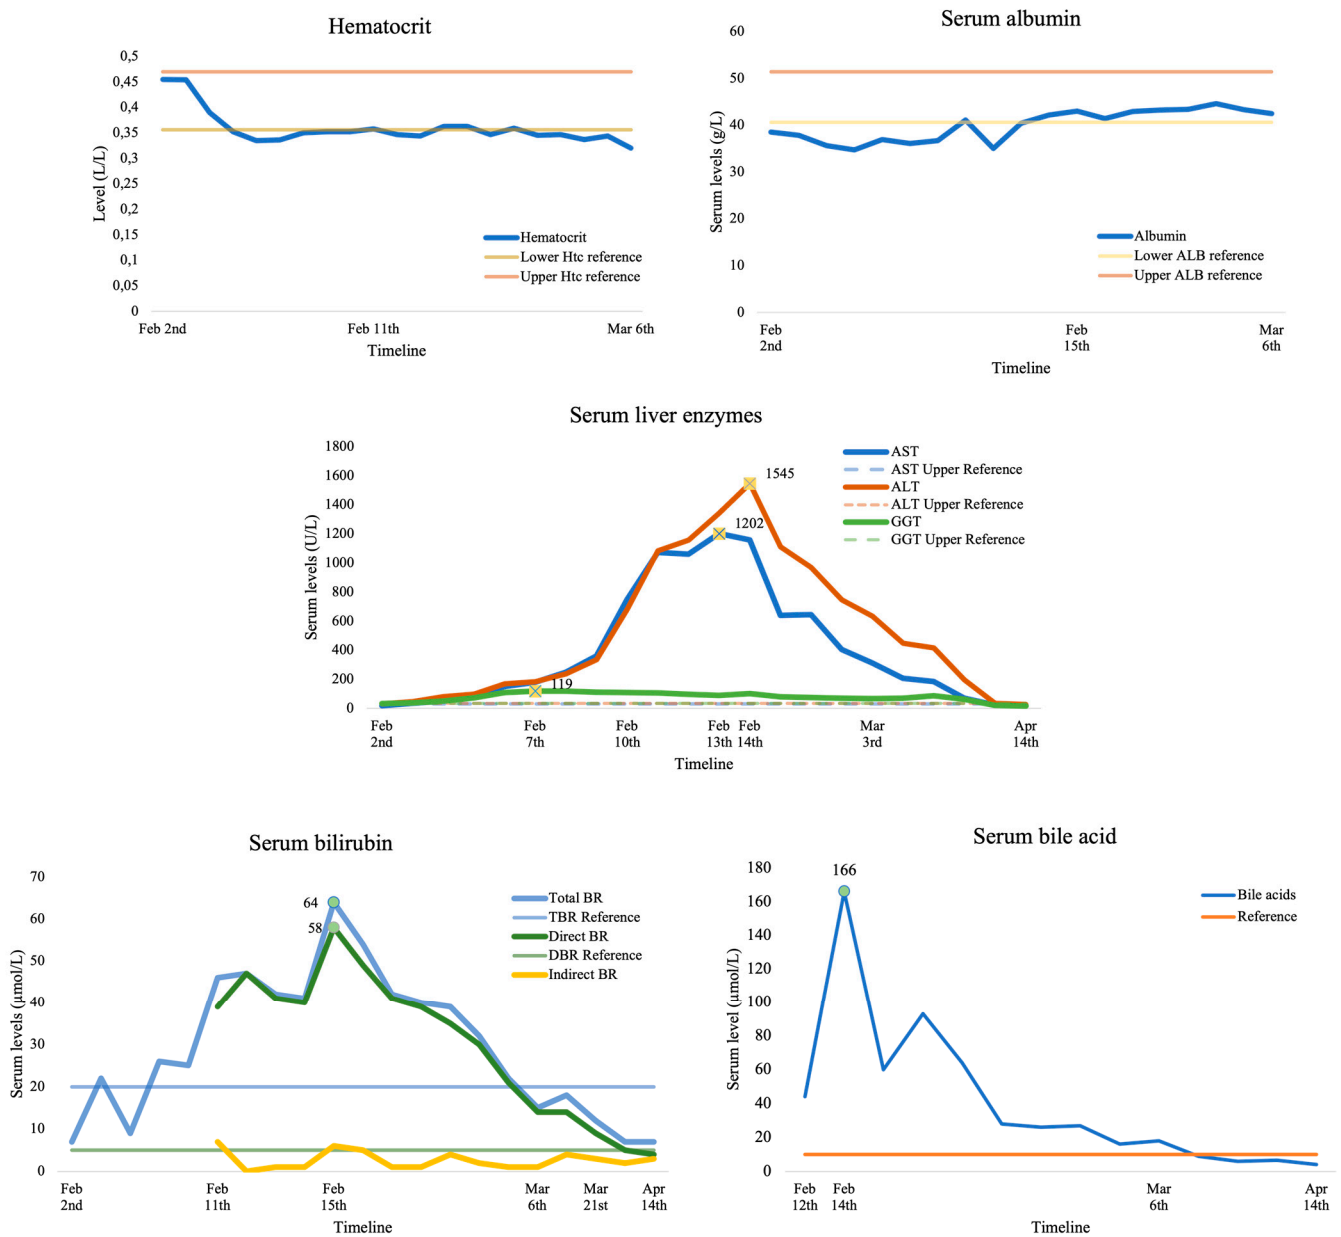 Hematocrit
0,5
0,45
0,4
0,35
0,3
0,25
0,2
0,15
0,1
0,05
0
Level (L/L)
Hematocrit
Lower Htc reference
Upper Htc reference
Feb 2nd
Feb 11th
Mar 6th
Timeline
Serum albumin
60
50
40
30
20
10
0
Serum levels (g/L)
Albumin
Lower ALB reference
Upper ALB reference
Feb
2nd
Feb
15th
Mar
6th
Timeline
Serum liver enzymes
1800
1600
1400
1200
1000
800
600
400
200
0
Serum levels (U/L)
1545
1202
119
AST
AST Upper Reference
ALT
ALT Upper Reference
GGT
GGT Upper Reference
Feb
2nd
Feb
7th
Feb
10th
Feb
13th
Feb
14th
Mar
3rd
Apr
14th
Timeline
Serum bilirubin
70
60
50
40
30
20
10
0
Serum levels (µmol/L)
64
58
Total BR
TBR Reference
Direct BR
DBR Reference
Indirect BR
Feb
2nd
Feb
11th
Feb
15th
Mar
6th
Mar
21st
Apr
14th
Timeline
Serum bile acid
180
160
140
120
100
80
60
40
20
0
Serum level (µmol/L)
166
Bile acids
Reference
Feb
12th
Feb
14th
Mar
6th
Apr
14th
Timeline